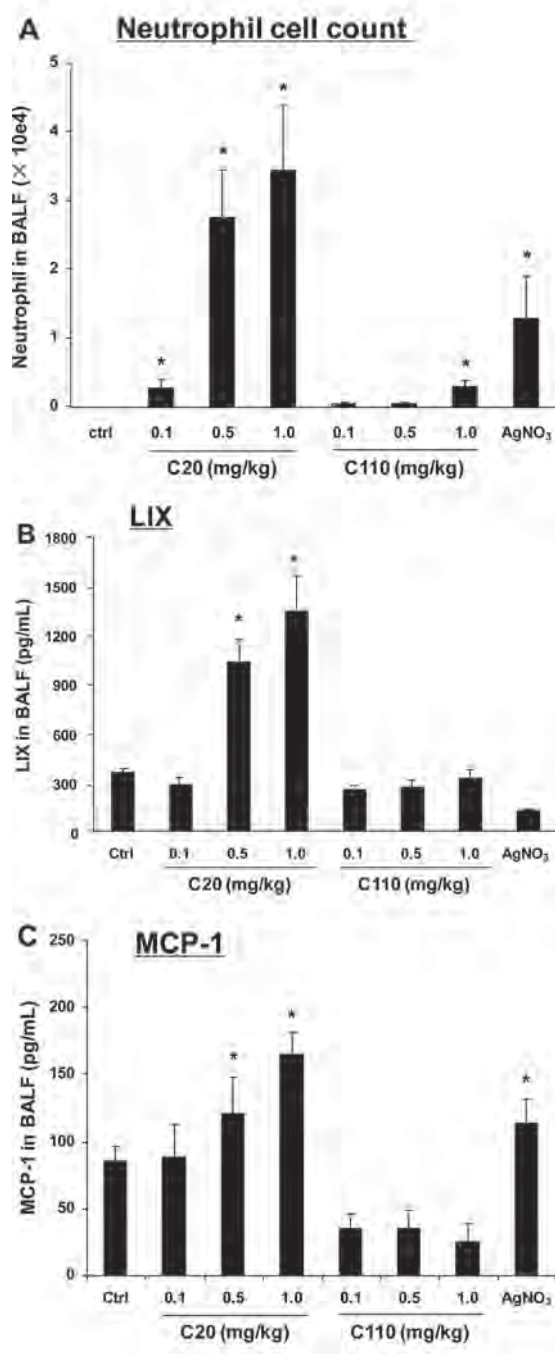 A Neutrophil cell count
Neutrophil in BALF (× 10e4)
5
4
3
2
1
0
*
*
*
*
*
ctrl 0.1 0.5 1.0 0.1 0.5 1.0 AgNO₃
C20 (mg/kg) C110 (mg/kg)
B LIX
LIX in BALF (pg/mL)
1800
1500
1200
900
600
300
0
*
*
Ctrl 0.1 0.5 1.0 0.1 0.5 1.0 AgNO₃
C20 (mg/kg) C110 (mg/kg)
C MCP-1
MCP-1 in BALF (pg/mL)
250
200
150
100
50
0
*
*
*
Ctrl 0.1 0.5 1.0 0.1 0.5 1.0 AgNO₃
C20 (mg/kg) C110 (mg/kg)